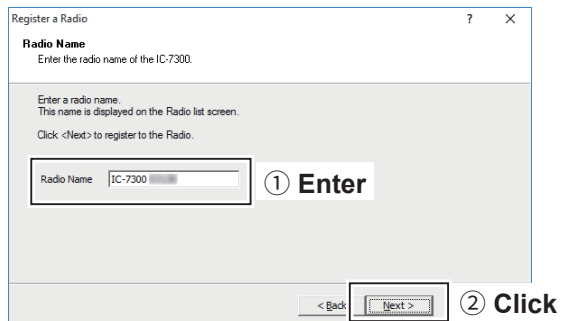 Register a Radio ? ×
Radio Name
Enter the radio name of the IC-7300.
Enter a radio name.
This name is displayed on the Radio list screen.
Click <Next> to register to the Radio.
Radio Name IC-7300
① Enter
< Back Next >
② Click